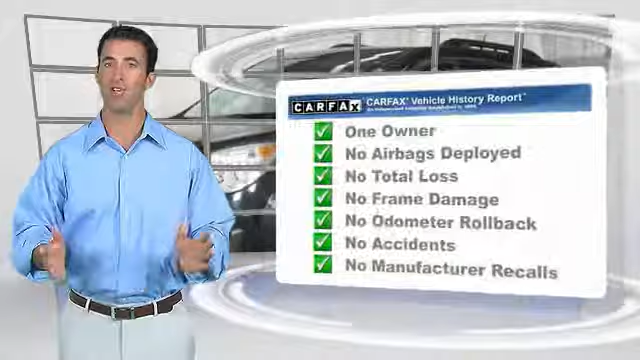 CARFAX CARFAX Vehicle History Report™
One Owner
No Airbags Deployed
No Total Loss
No Frame Damage
No Odometer Rollback
No Accidents
No Manufacturer Recalls